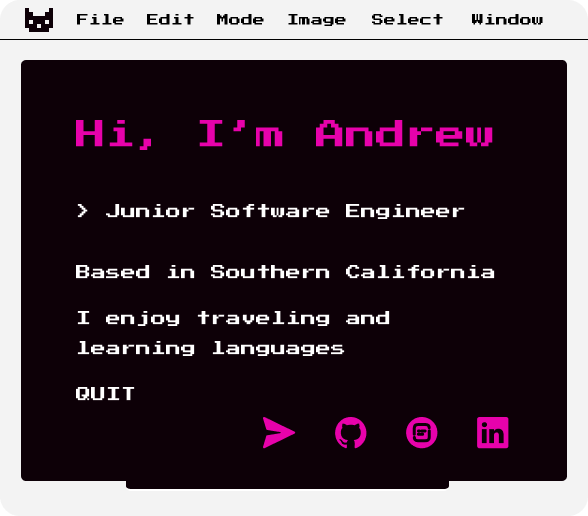 File Edit Mode Image Select Window
Hi, I'm Andrew
> Junior Software Engineer
Based in Southern California
I enjoy traveling and
learning languages
QUIT
in